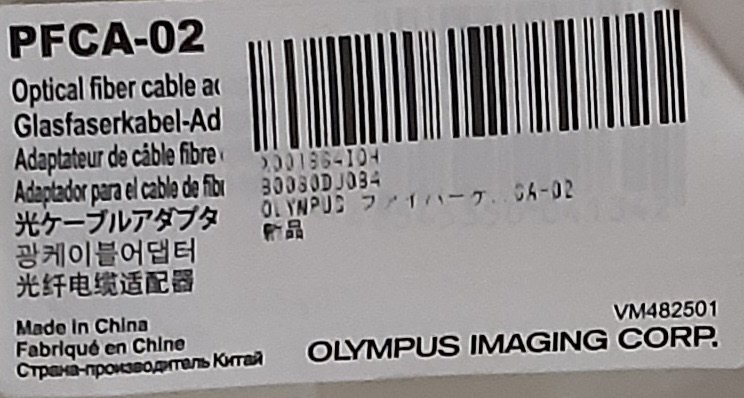 PFCA-02
Optical fiber cable
Glasfaserkabel-Ad
Adaptateur de câble fibre
Adaptador para el cable de
光ケーブルアダプタ
광케이블어댑터
光纤电缆适配器
OLYMPUS
新品
Made in China
Fabriqué en Chine
Страна-производитель Китай
VM482501
OLYMPUS IMAGING CORP.